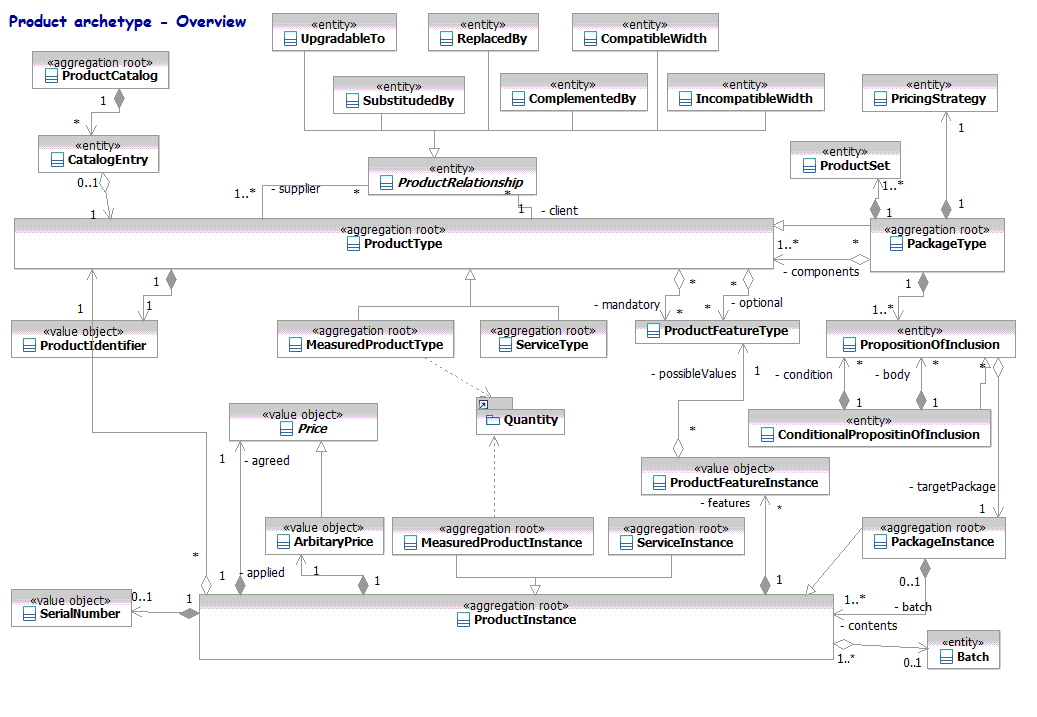 Product archetype - Overview
«entity»
UpgradableTo
«entity»
ReplacedBy
«entity»
CompatibleWidth
«aggregation root»
ProductCatalog
«entity»
SubstitudedBy
«entity»
ComplementedBy
«entity»
IncompatibleWidth
«entity»
PricingStrategy
1
*
1
«entity»
CatalogEntry
«entity»
ProductSet
«entity»
ProductRelationship
0..1
1..*
- supplier
*
*
1..*
1
1
- client
1
1
«aggregation root»
ProductType
«aggregation root»
PackageType
1..*
*
- components
1
1
1
1
*
*
1
- mandatory
*
*
- optional
1..*
«value object»
ProductIdentifier
«aggregation root»
MeasuredProductType
«aggregation root»
ServiceType
ProductFeatureType
«entity»
PropositionOfInclusion
- possibleValues
1
- condition
*
- body
*
*
1
1
«value object»
Price
Quantity
«entity»
ConditionalPropositinOfInclusion
*
1
- agreed
«value object»
ProductFeatureInstance
- targetPackage
- features
*
1
«value object»
ArbitaryPrice
«aggregation root»
MeasuredProductInstance
«aggregation root»
ServiceInstance
«aggregation root»
PackageInstance
*
1
- applied
1
1
1
0..1
«value object»
SerialNumber
0..1
1
«aggregation root»
ProductInstance
1..*
- batch
- contents
1..*
0..1
«entity»
Batch